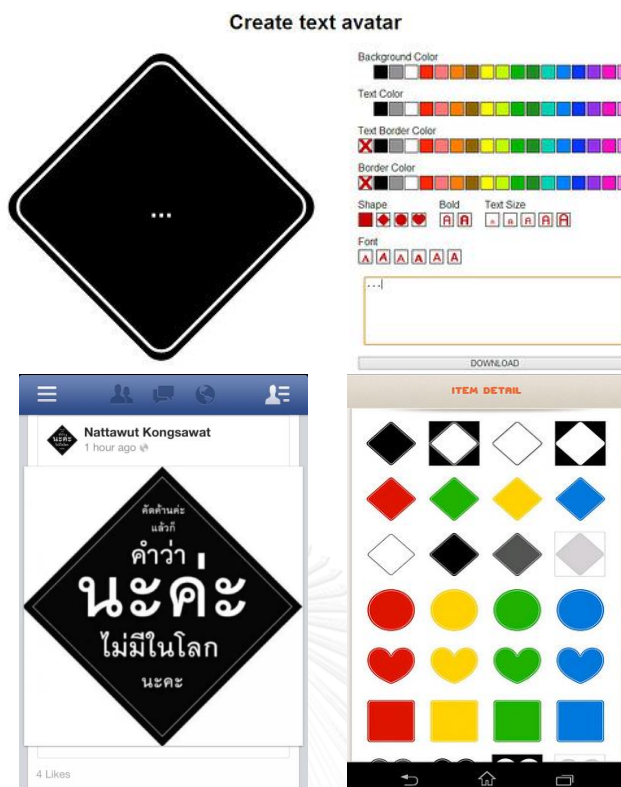 Create text avatar
...
Background Color
Text Color
Text Border Color
Border Color
Shape Bold Text Size
Font
...
DOWNLOAD
Nattawut Kongsawat
1 hour ago
คัดค้านค่ะ
แล้วก็
คำว่า
นะค่ะ
ไม่มีในโลก
นะคะ
4 Likes
ITEM DETAIL